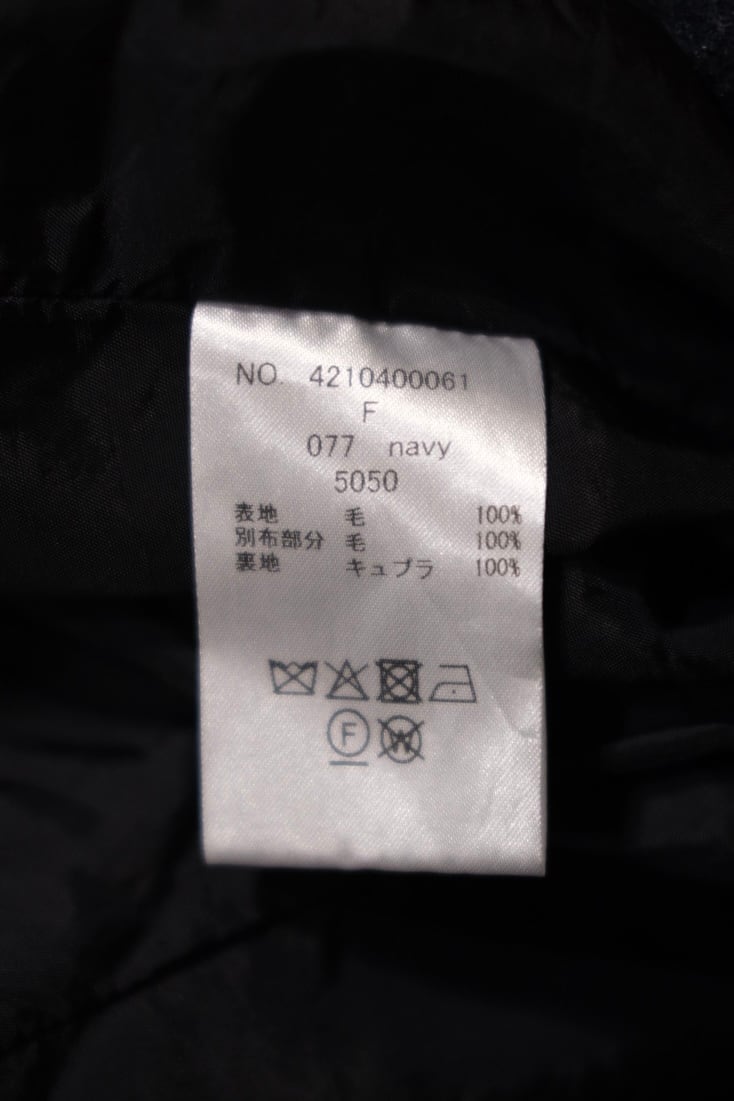 NO. 4210400061
F
077 navy
5050
表地 毛 100%
別布部分 毛 100%
裏地 キュプラ 100%
F
W